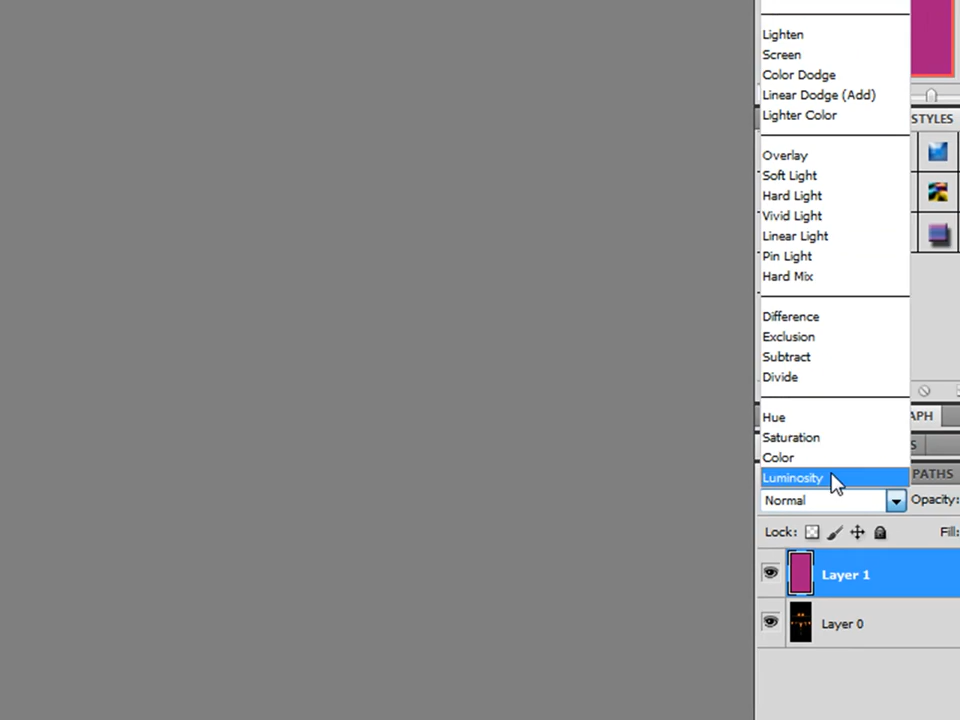 Lighten
Screen
Color Dodge
Linear Dodge (Add)
Lighter Color
STYLES
Overlay
Soft Light
Hard Light
Vivid Light
Linear Light
Pin Light
Hard Mix
Difference
Exclusion
Subtract
Divide
Hue
APH
Saturation
S
Color
Luminosity
PATHS
Normal
Opacity:
Lock:
Fill:
Layer 1
Layer 0